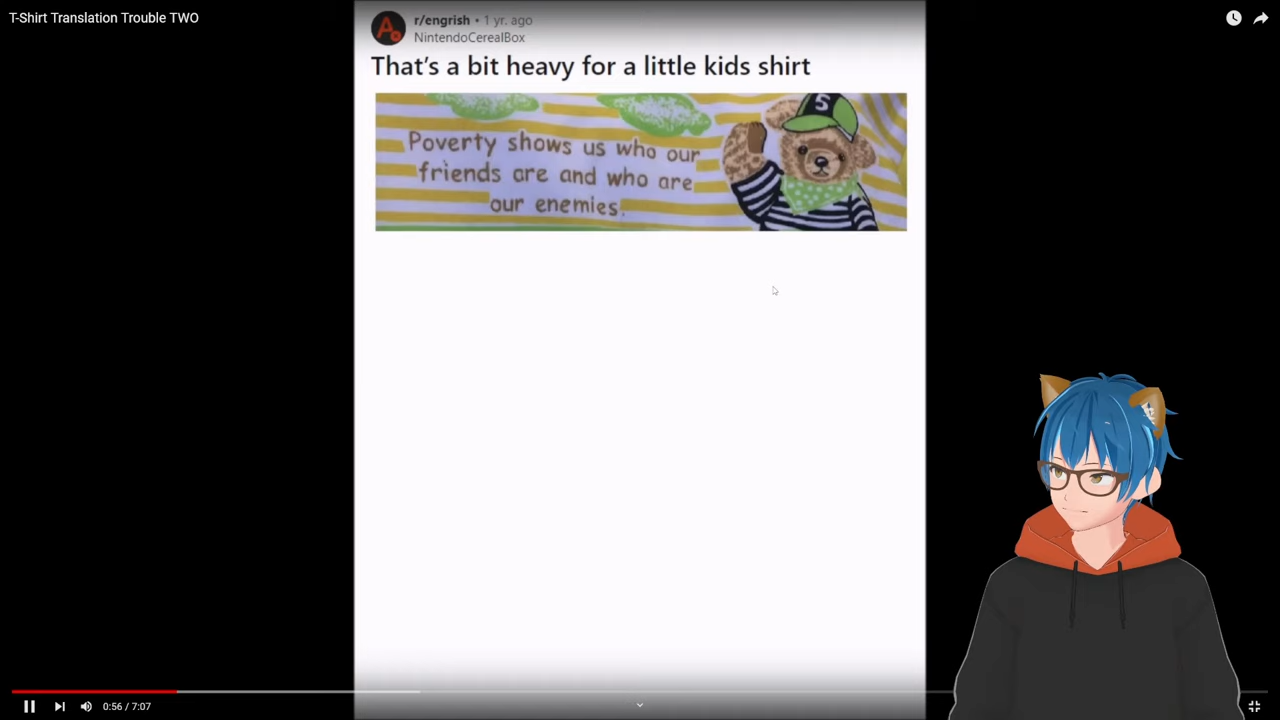 T-Shirt Translation Trouble TWO
r/engrish • 1 yr. ago
NintendoCerealBox
That's a bit heavy for a little kids shirt
5
Poverty shows us who our
friends are and who are
our enemies.
0:56 / 7:07